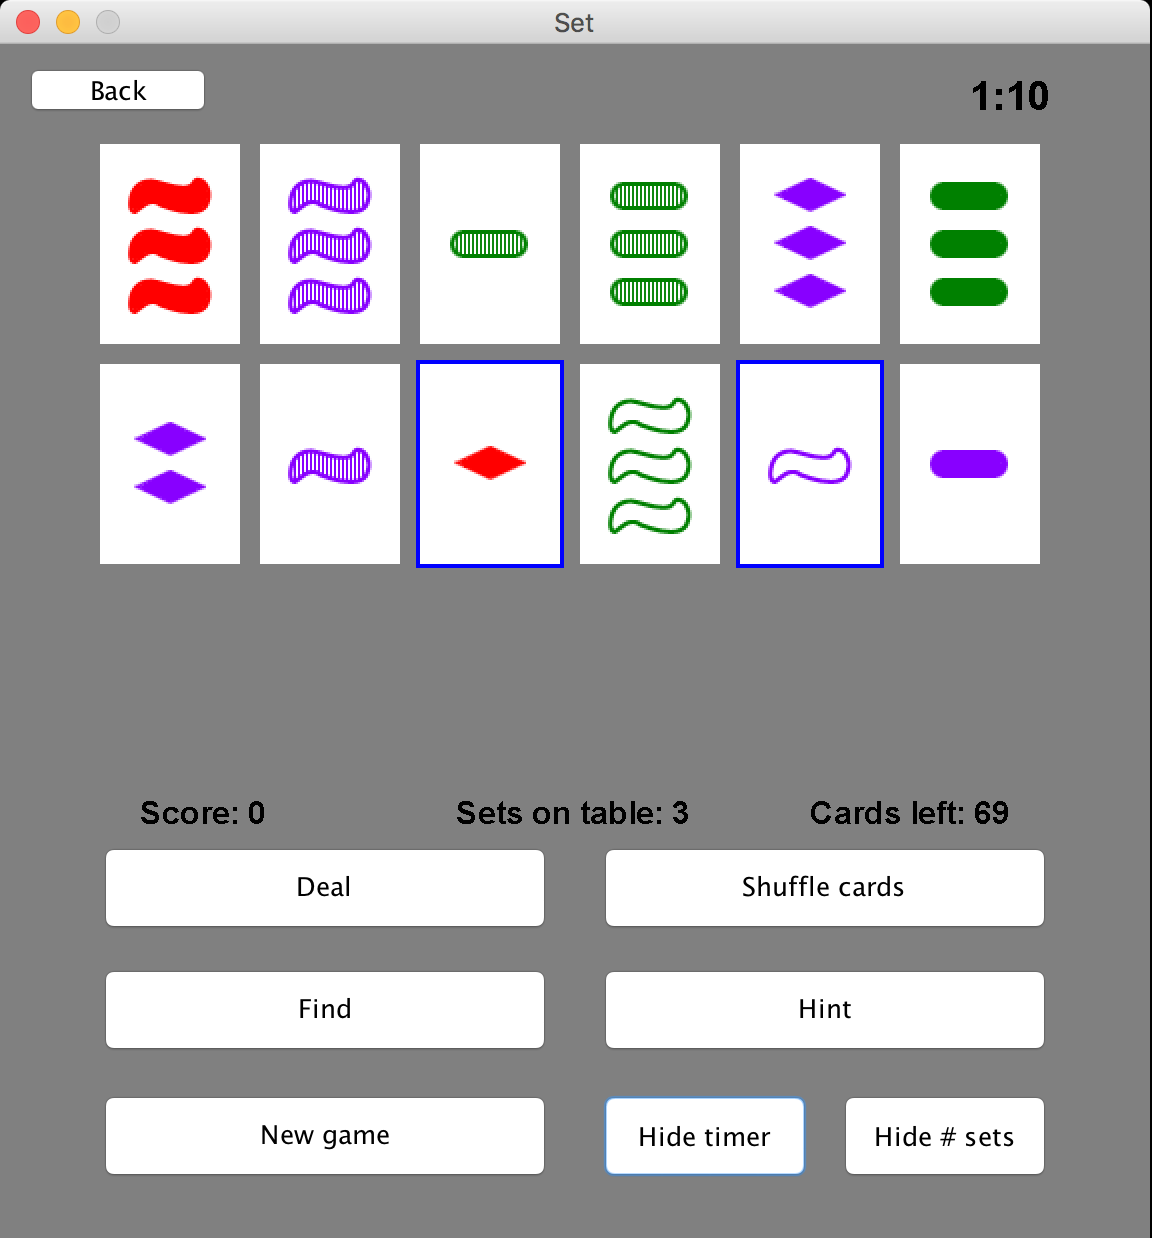 Set
Back
1:10
Score: 0
Sets on table: 3
Cards left: 69
Deal
Shuffle cards
Find
Hint
New game
Hide timer
Hide # sets